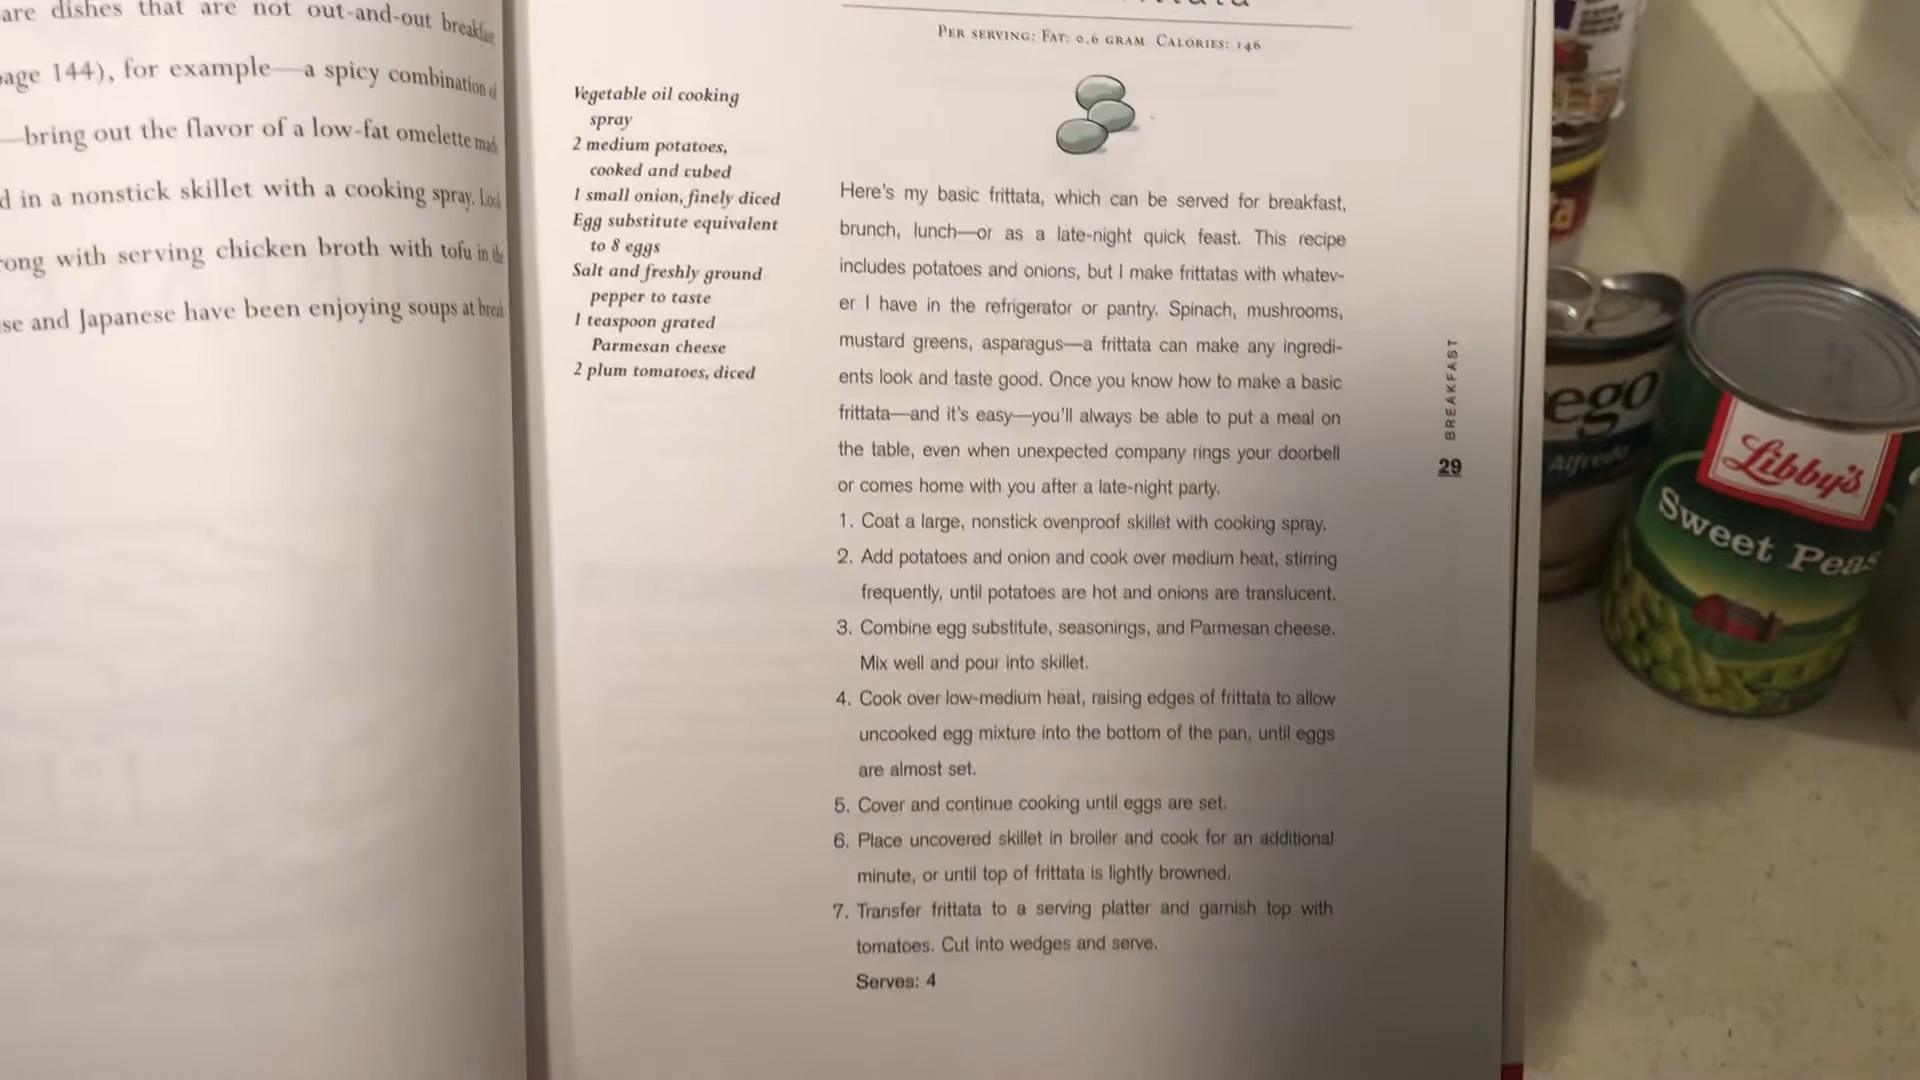 are dishes that are not out-and-out
age 144), for example—a spicy combination
—bring out the flavor of a low-fat omelette
d in a nonstick skillet with a cooking spray.
ong with serving chicken broth with tofu in the
se and Japanese have been enjoying soups at
PER SERVING: FAT: 0.6 GRAM CALORIES: 146
Vegetable oil cooking
spray
2 medium potatoes,
cooked and cubed
1 small onion, finely diced
Egg substitute equivalent
to 8 eggs
Salt and freshly ground
pepper to taste
1 teaspoon grated
Parmesan cheese
2 plum tomatoes, diced
Here's my basic frittata, which can be served for breakfast,
brunch, lunch—or as a late-night quick feast. This recipe
includes potatoes and onions, but I make frittatas with whatev-
er I have in the refrigerator or pantry. Spinach, mushrooms,
mustard greens, asparagus—a frittata can make any ingredi-
ents look and taste good. Once you know how to make a basic
frittata—and it's easy—you'll always be able to put a meal on
the table, even when unexpected company rings your doorbell
or comes home with you after a late-night party.
1. Coat a large, nonstick ovenproof skillet with cooking spray.
2. Add potatoes and onion and cook over medium heat, stirring
frequently, until potatoes are hot and onions are translucent.
3. Combine egg substitute, seasonings, and Parmesan cheese.
Mix well and pour into skillet.
4. Cook over low-medium heat, raising edges of frittata to allow
uncooked egg mixture into the bottom of the pan, until eggs
are almost set.
5. Cover and continue cooking until eggs are set.
6. Place uncovered skillet in broiler and cook for an additional
minute, or until top of frittata is lightly browned.
7. Transfer frittata to a serving platter and garnish top with
tomatoes. Cut into wedges and serve.
Serves: 4
BREAKFAST
29
ego
Alfredo
Libby's
Sweet Peas